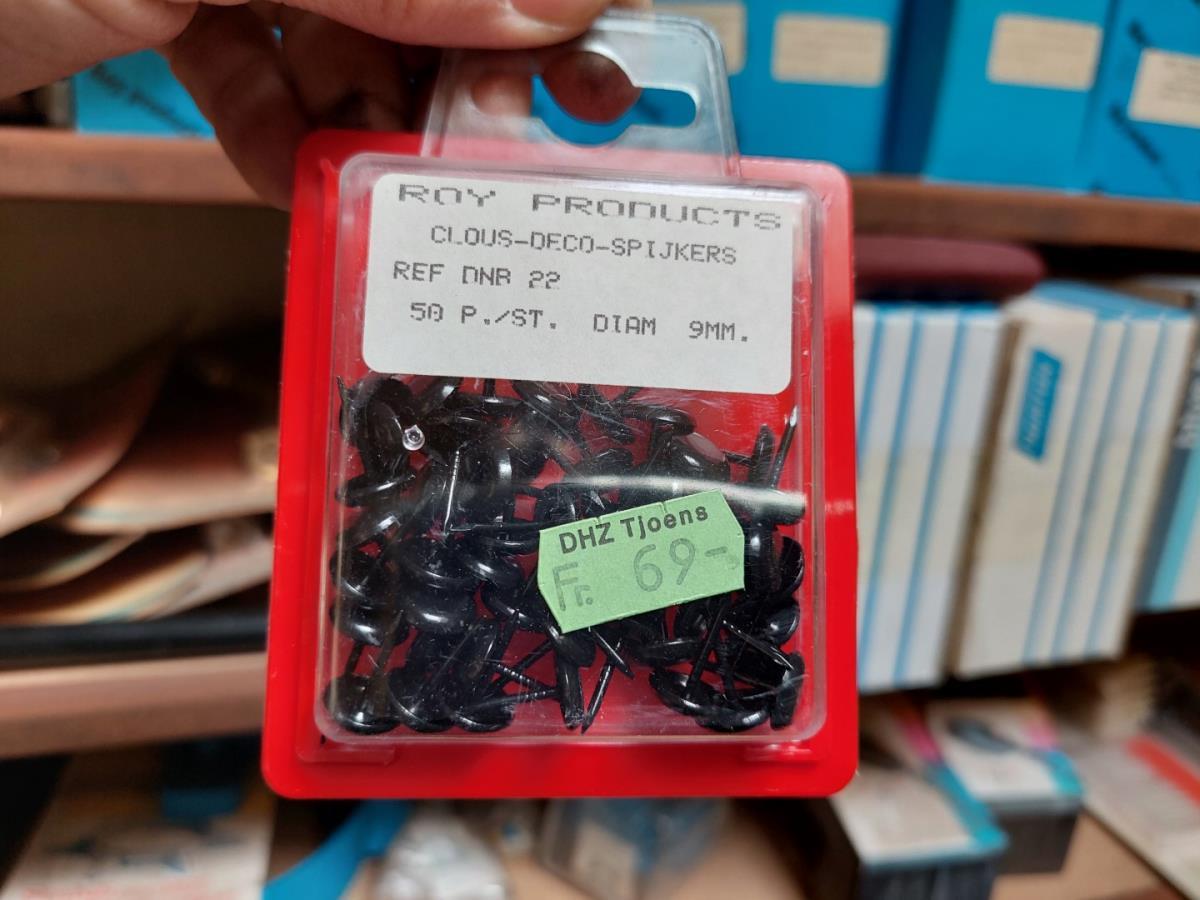 ROY PRODUCTS
CLOUS-DECO-SPIJKERS
REF DNR 22
50 P./ST. DIAM 9MM.
DHZ Tjoens
Fr. 69-